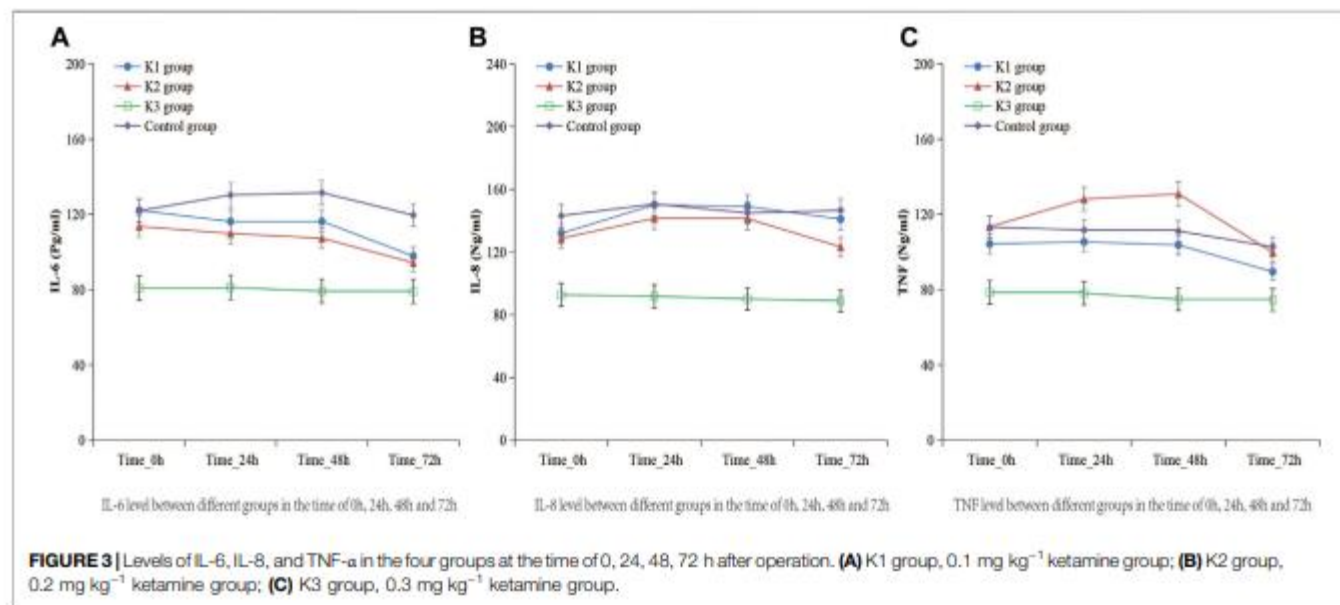 A
200
160
120
80
40
0
IL-6 (Pg/ml)
K1 group
K2 group
K3 group
Control group
Time_0h Time_24h Time_48h Time_72h
IL-6 level between different groups in the time of 0h, 24h, 48h and 72h
B
240
200
160
120
80
40
0
IL-8 (Ng/ml)
K1 group
K2 group
K3 group
Control group
Time_0h Time_24h Time_48h Time_72h
IL-8 level between different groups in the time of 0h, 24h, 48h and 72h
C
200
160
120
80
40
0
TNF (Ng/ml)
K1 group
K2 group
K3 group
Control group
Time_0h Time_24h Time_48h Time_72h
TNF level between different groups in the time of 0h, 24h, 48h and 72h
FIGURE 3 | Levels of IL-6, IL-8, and TNF-α in the four groups at the time of 0, 24, 48, 72 h after operation. (A) K1 group, 0.1 mg kg⁻¹ ketamine group; (B) K2 group,
0.2 mg kg⁻¹ ketamine group; (C) K3 group, 0.3 mg kg⁻¹ ketamine group.